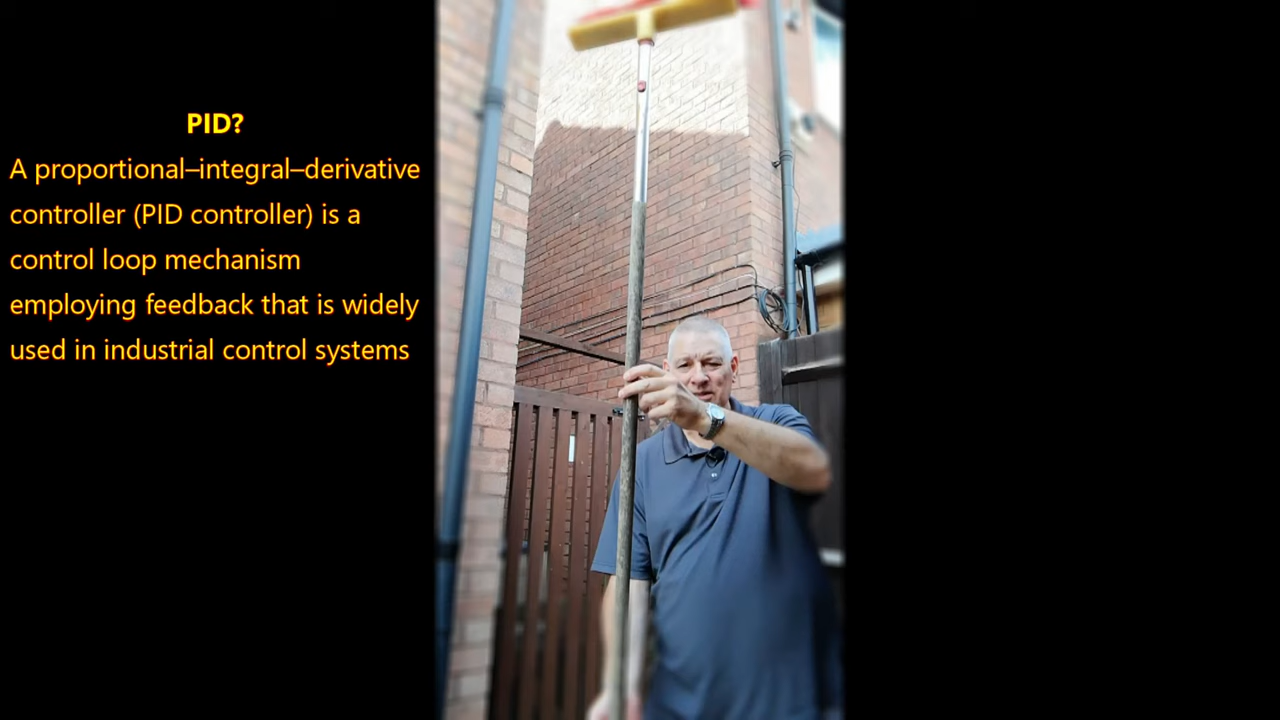 PID?
A proportional–integral–derivative
controller (PID controller) is a
control loop mechanism
employing feedback that is widely
used in industrial control systems